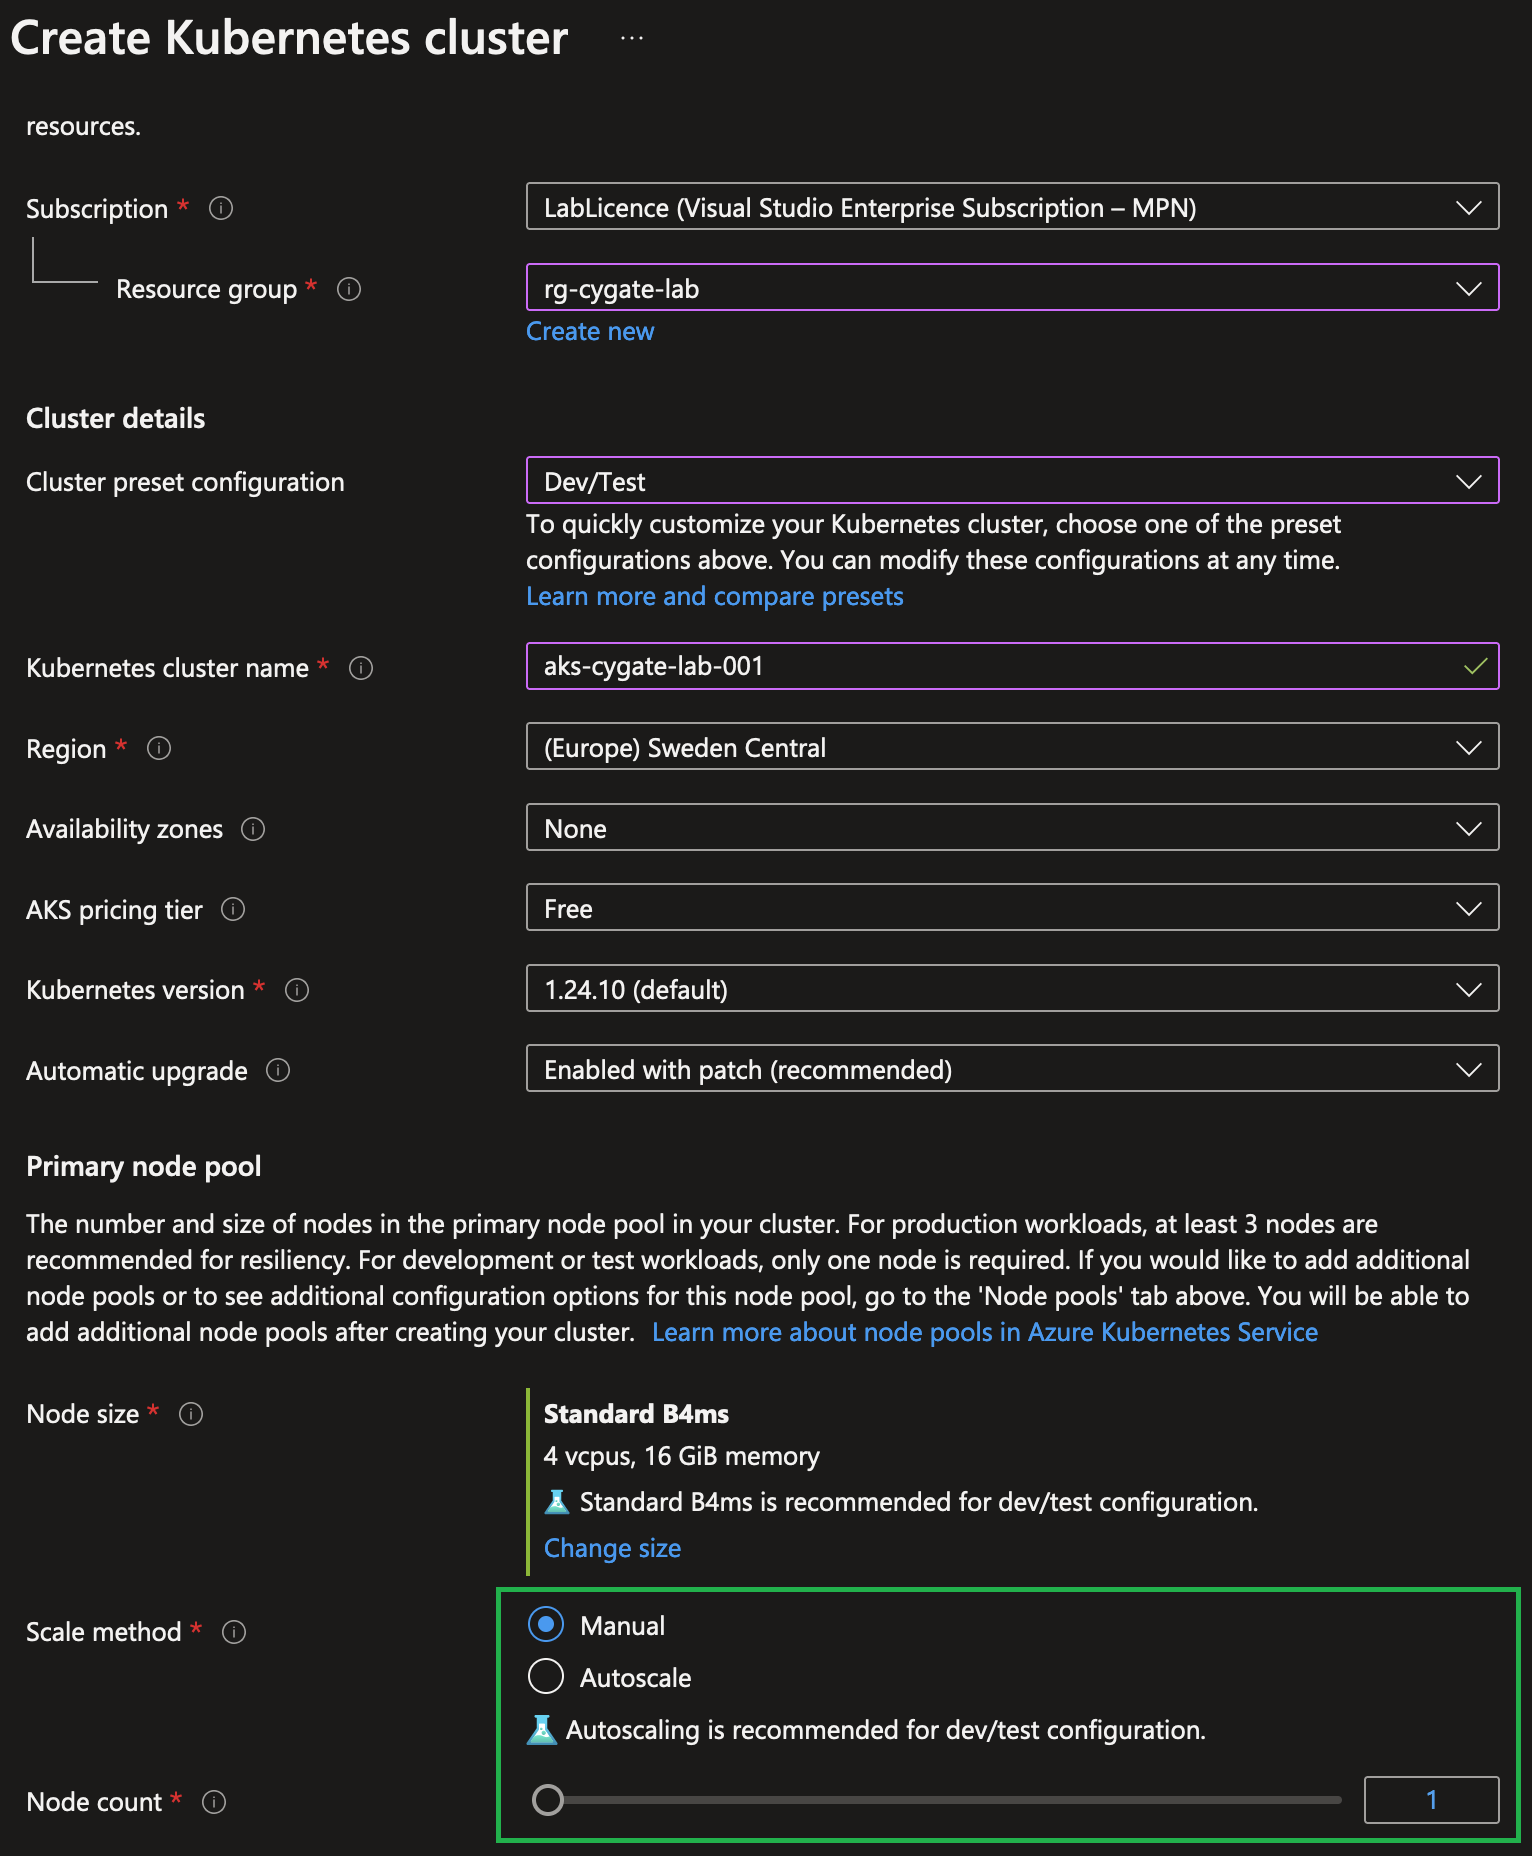 Create Kubernetes cluster ...
resources.
Subscription * LabLicence (Visual Studio Enterprise Subscription – MPN)
Resource group * rg-cygate-lab
Create new
Cluster details
Cluster preset configuration Dev/Test
To quickly customize your Kubernetes cluster, choose one of the preset
configurations above. You can modify these configurations at any time.
Learn more and compare presets
Kubernetes cluster name * aks-cygate-lab-001
Region * (Europe) Sweden Central
Availability zones None
AKS pricing tier Free
Kubernetes version * 1.24.10 (default)
Automatic upgrade Enabled with patch (recommended)
Primary node pool
The number and size of nodes in the primary node pool in your cluster. For production workloads, at least 3 nodes are
recommended for resiliency. For development or test workloads, only one node is required. If you would like to add additional
node pools or to see additional configuration options for this node pool, go to the 'Node pools' tab above. You will be able to
add additional node pools after creating your cluster. Learn more about node pools in Azure Kubernetes Service
Node size * Standard B4ms
4 vcpus, 16 GiB memory
Standard B4ms is recommended for dev/test configuration.
Change size
Scale method * Manual
Autoscale
Autoscaling is recommended for dev/test configuration.
Node count * 1